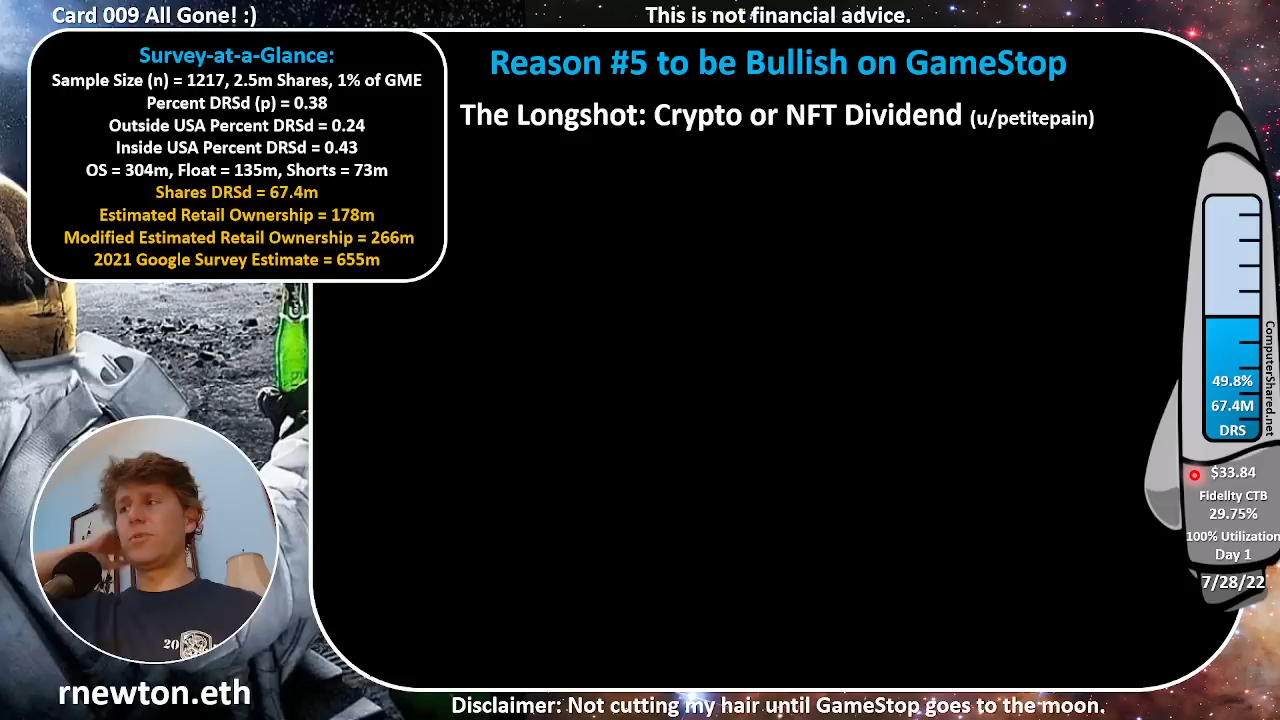 Card 009 All Gone! :)
This is not financial advice.
Survey-at-a-Glance:
Sample Size (n) = 1217, 2.5m Shares, 1% of GME
Percent DRSd (p) = 0.38
Outside USA Percent DRSd = 0.24
Inside USA Percent DRSd = 0.43
OS = 304m, Float = 135m, Shorts = 73m
Shares DRSd = 67.4m
Estimated Retail Ownership = 178m
Modified Estimated Retail Ownership = 266m
2021 Google Survey Estimate = 655m
Reason #5 to be Bullish on GameStop
The Longshot: Crypto or NFT Dividend (u/petitepain)
49.8%
67.4M
DRS
ComputerShared.net
$33.84
Fidelity CTB
29.75%
100% Utilization
Day 1
7/28/22
20
rnewton.eth
Disclaimer: Not cutting my hair until GameStop goes to the moon.